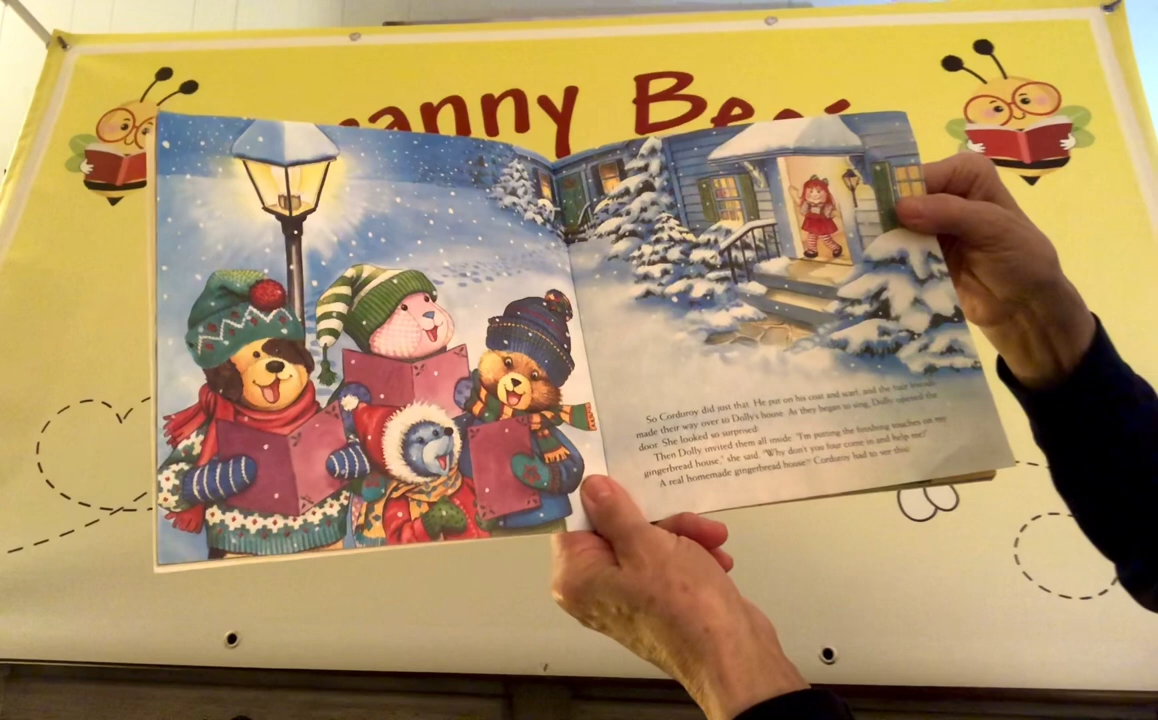 anny Bee
So Corduroy did just that. He put on his coat and scarf, and the four friends
made their way over to Dolly's house. As they began to sing, Dolly opened the
door. She looked so surprised!
Then Dolly invited them all inside. "I'm putting the finishing touches on my
gingerbread house," she said. "Why don't you four come in and help me?"
A real homemade gingerbread house? Corduroy had to see this!